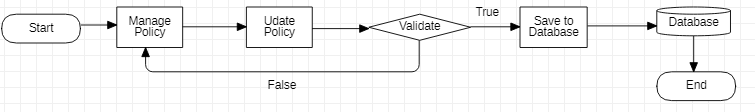 Start
Manage
Policy
Udate
Policy
Validate
True
Save to
Database
Database
False
End